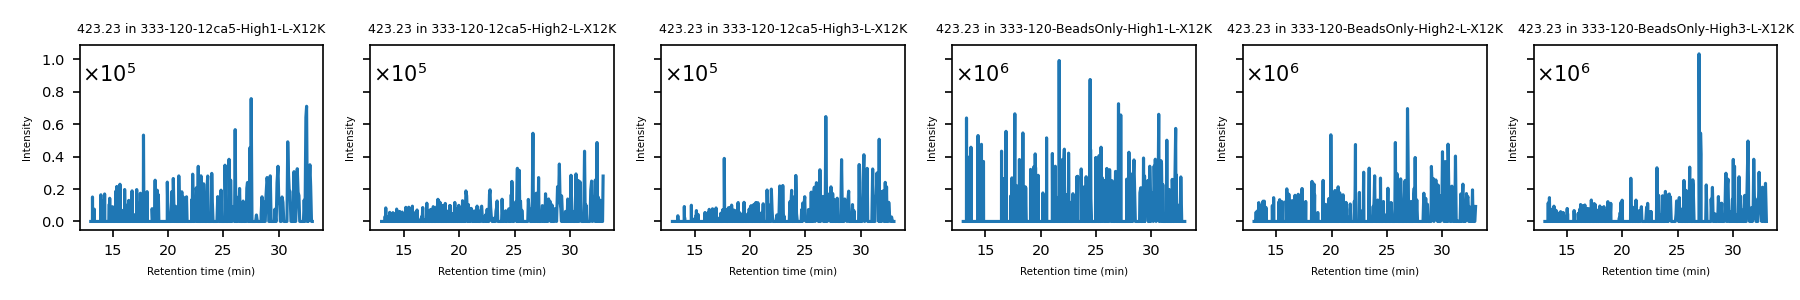 423.23 in 333-120-12ca5-High1-L-X12K
1.0
0.8
0.6
0.4
0.2
0.0
×10⁵
Intensity
15 20 25 30
Retention time (min)
423.23 in 333-120-12ca5-High2-L-X12K
×10⁵
Intensity
15 20 25 30
Retention time (min)
423.23 in 333-120-12ca5-High3-L-X12K
×10⁵
Intensity
15 20 25 30
Retention time (min)
423.23 in 333-120-BeadsOnly-High1-L-X12K
×10⁶
Intensity
15 20 25 30
Retention time (min)
423.23 in 333-120-BeadsOnly-High2-L-X12K
×10⁶
Intensity
15 20 25 30
Retention time (min)
423.23 in 333-120-BeadsOnly-High3-L-X12K
×10⁶
Intensity
15 20 25 30
Retention time (min)